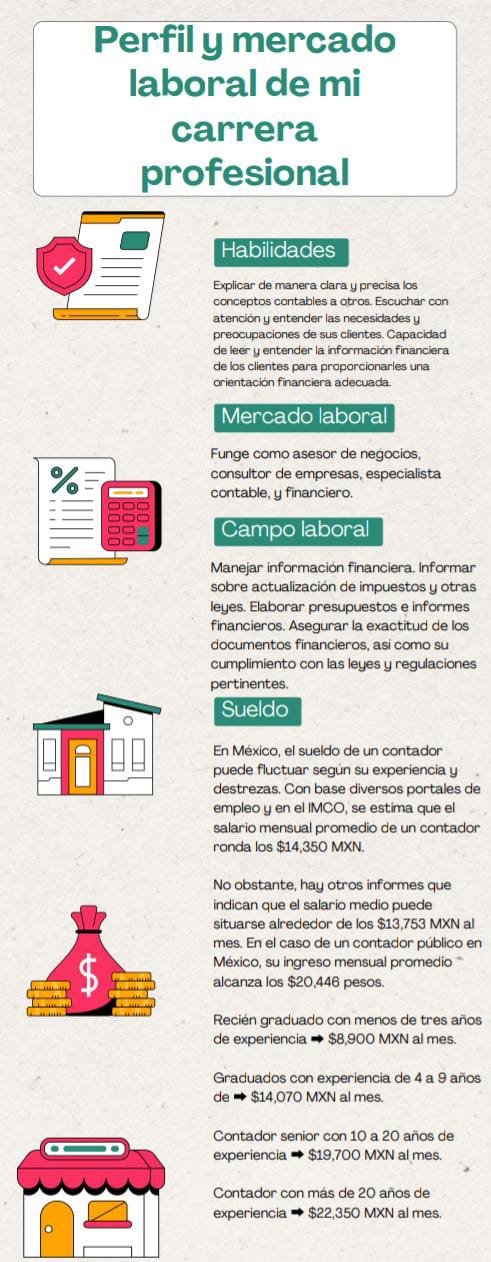 Perfil y mercado
laboral de mi
carrera
profesional
Habilidades
Explicar de manera clara y precisa los
conceptos contables a otros. Escuchar con
atención y entender las necesidades y
preocupaciones de sus clientes. Capacidad
de leer y entender la información financiera
de los clientes para proporcionarles una
orientación financiera adecuada.
Mercado laboral
Funge como asesor de negocios,
consultor de empresas, especialista
contable, y financiero.
Campo laboral
Manejar información financiera. Informar
sobre actualización de impuestos y otras
leyes. Elaborar presupuestos e informes
financieros. Asegurar la exactitud de los
documentos financieros, así como su
cumplimiento con las leyes y regulaciones
pertinentes.
Sueldo
En México, el sueldo de un contador
puede fluctuar según su experiencia y
destrezas. Con base diversos portales de
empleo y en el IMCO, se estima que el
salario mensual promedio de un contador
ronda los $14,350 MXN.
No obstante, hay otros informes que
indican que el salario medio puede
situarse alrededor de los $13,753 MXN al
mes. En el caso de un contador público en
México, su ingreso mensual promedio
alcanza los $20,446 pesos.
Recién graduado con menos de tres años
de experiencia ➡ $8,900 MXN al mes.
Graduados con experiencia de 4 a 9 años
de ➡ $14,070 MXN al mes.
Contador senior con 10 a 20 años de
experiencia ➡ $19,700 MXN al mes.
Contador con más de 20 años de
experiencia ➡ $22,350 MXN al mes.
%
$